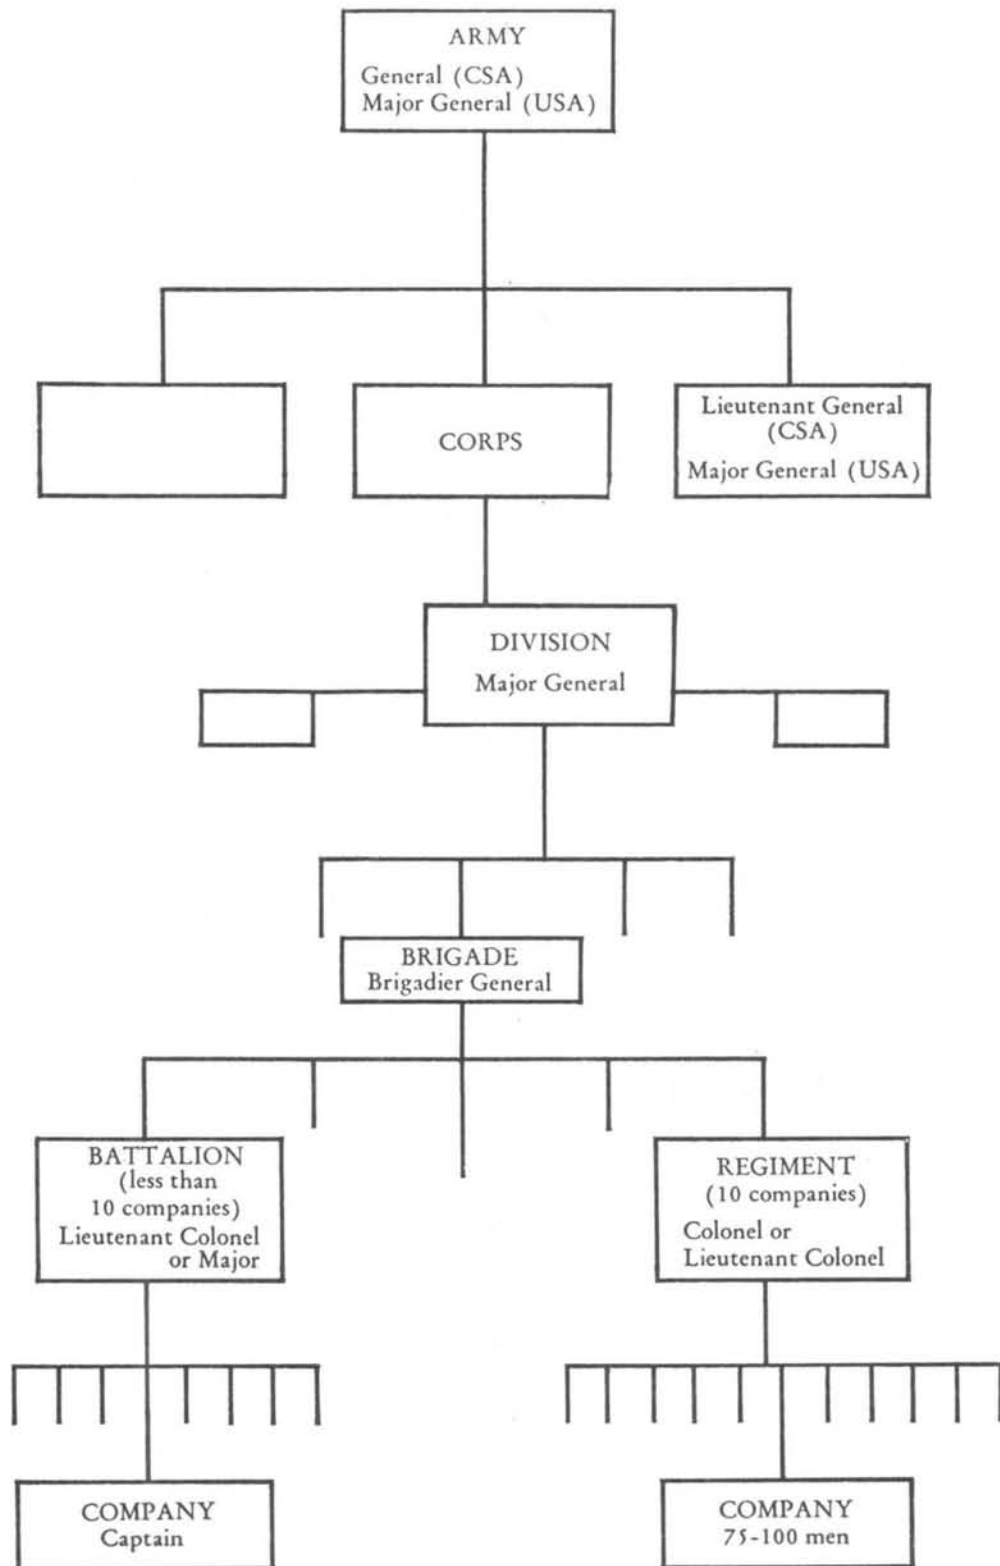 ARMY
General (CSA)
Major General (USA)
CORPS
Lieutenant General
(CSA)
Major General (USA)
DIVISION
Major General
BRIGADE
Brigadier General
BATTALION
(less than
10 companies)
Lieutenant Colonel
or Major
REGIMENT
(10 companies)
Colonel or
Lieutenant Colonel
COMPANY
Captain
COMPANY
75-100 men